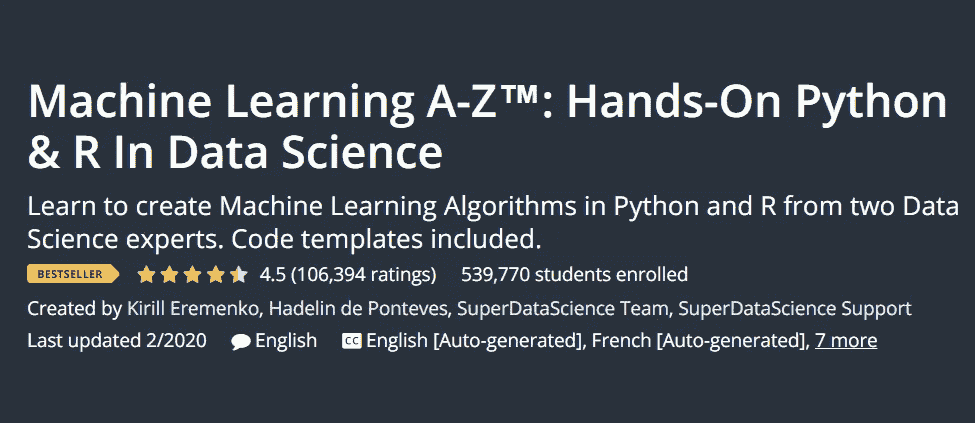 Machine Learning A-Z™: Hands-On Python
& R In Data Science
Learn to create Machine Learning Algorithms in Python and R from two Data
Science experts. Code templates included.
BESTSELLER 4.5 (106,394 ratings) 539,770 students enrolled
Created by Kirill Eremenko, Hadelin de Ponteves, SuperDataScience Team, SuperDataScience Support
Last updated 2/2020 English CC English [Auto-generated], French [Auto-generated], 7 more